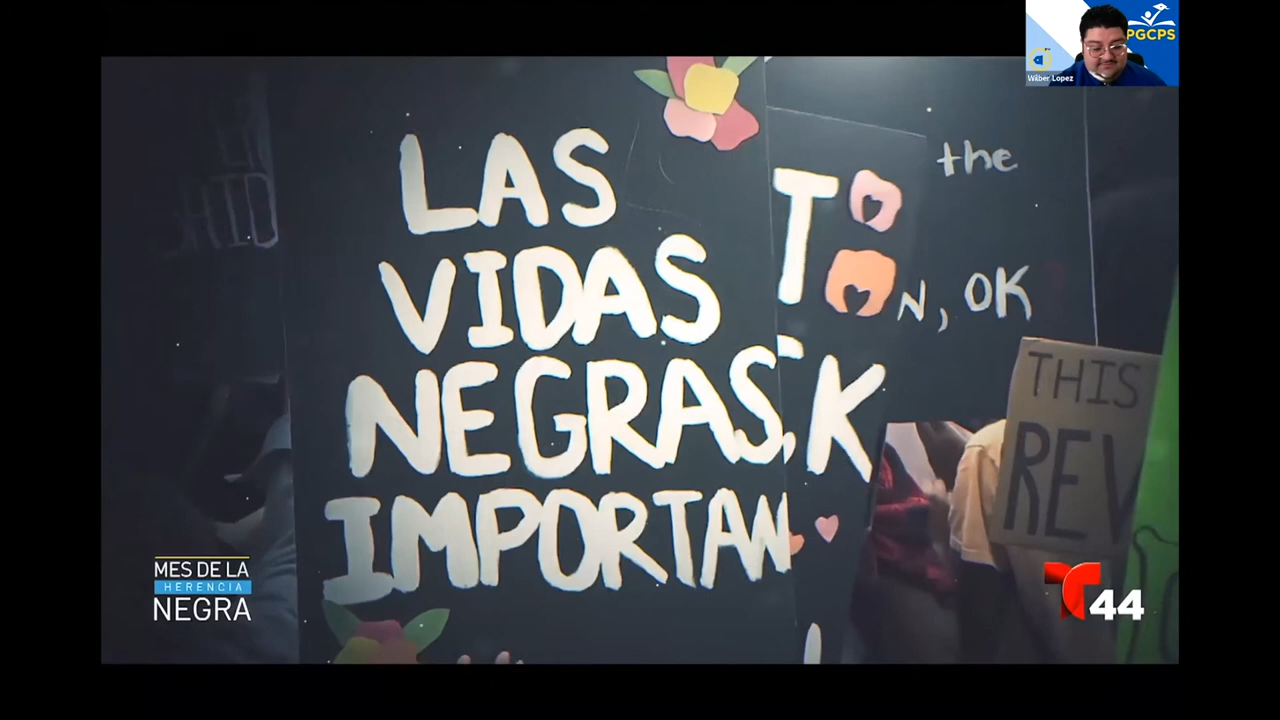 PGCPS
Wilber Lopez
LAS
VIDAS
NEGRAS,
IMPORTAN
the
N, OK
K
THIS
REV
MES DE LA
HERENCIA
NEGRA
44